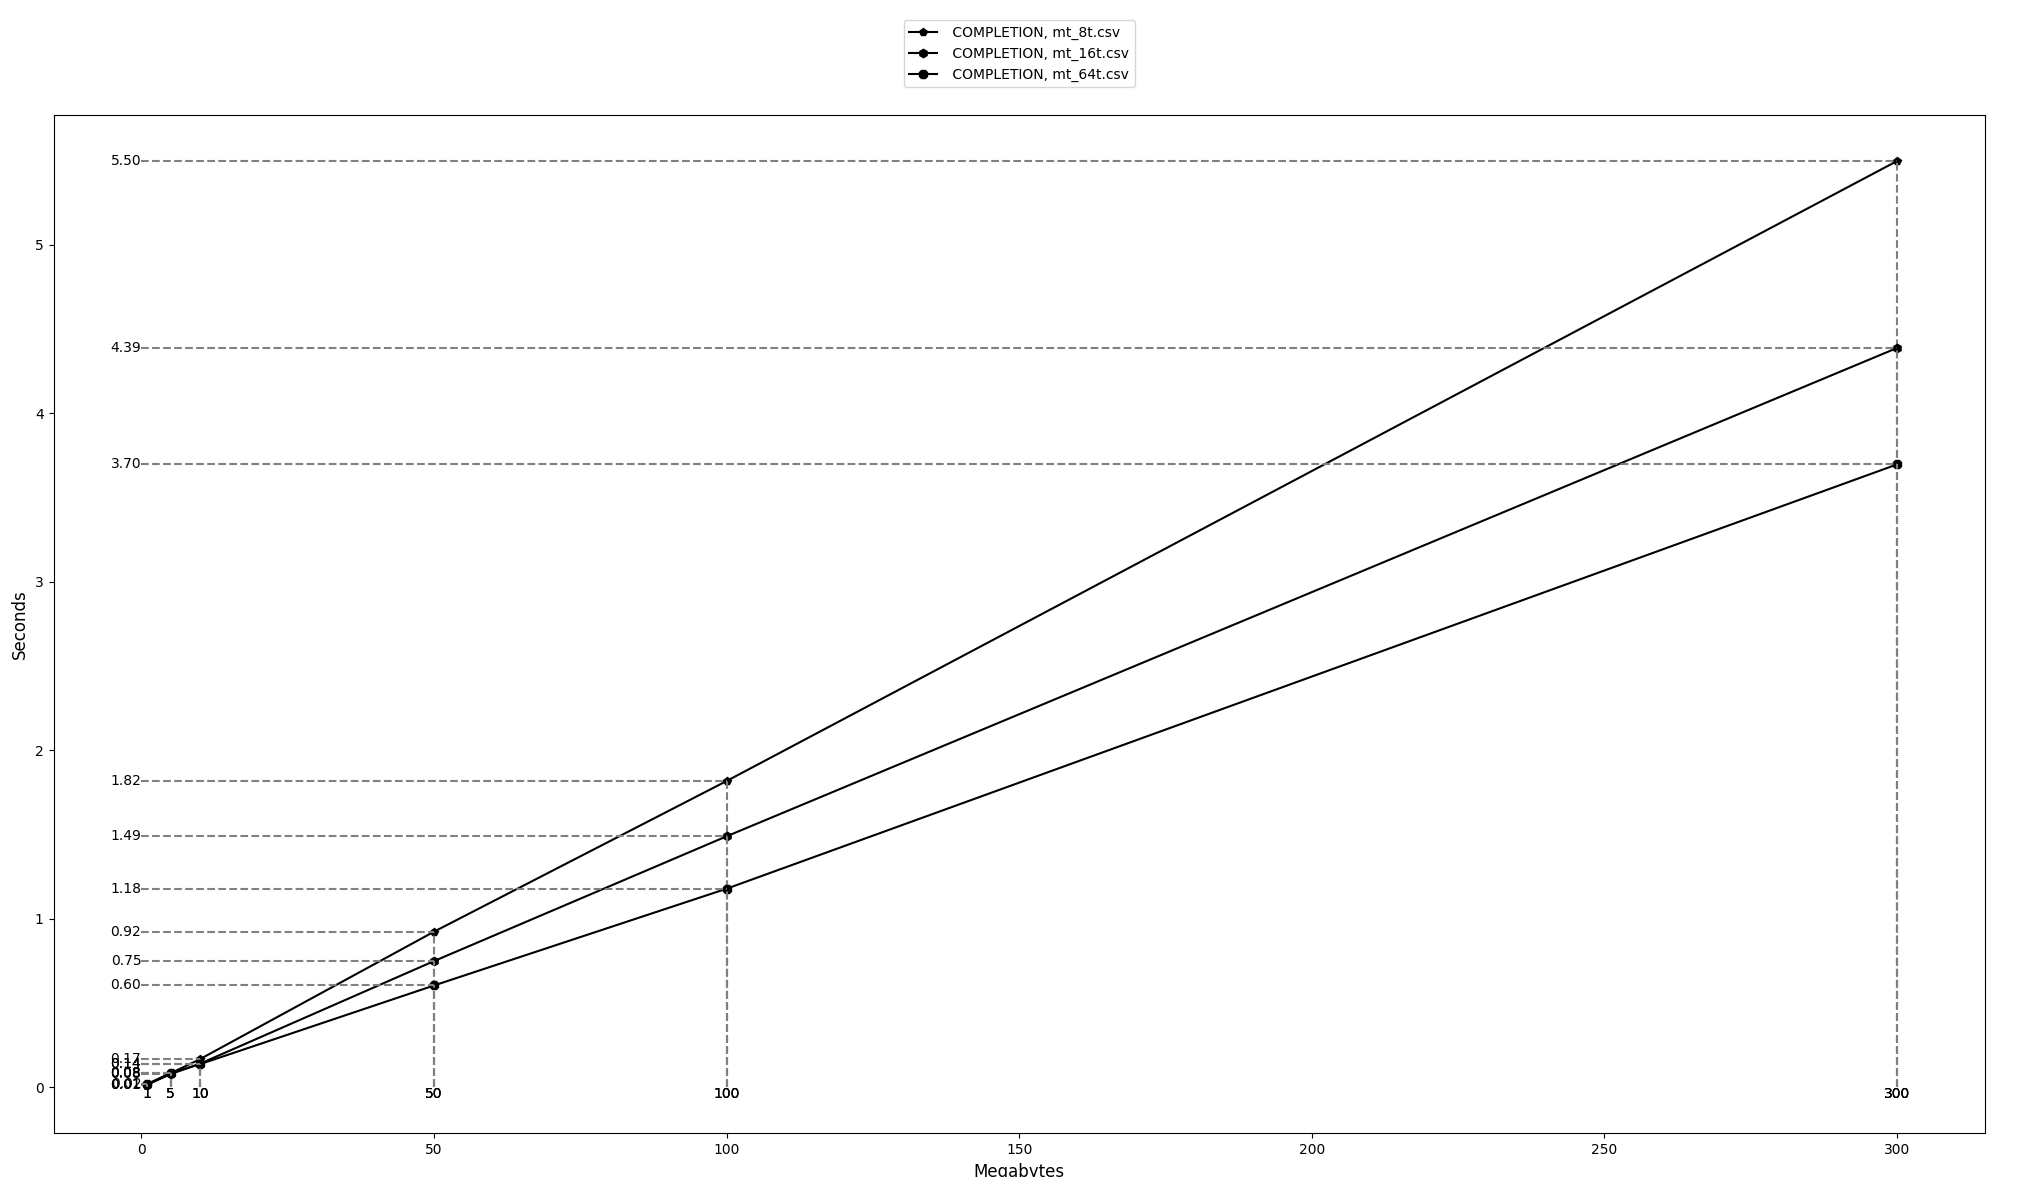 COMPLETION, mt_8t.csv
COMPLETION, mt_16t.csv
COMPLETION, mt_64t.csv
5.50
5
4.39
4
3.70
3
Seconds
2
1.82
1.49
1.18
1
0.92
0.75
0.60
0.17
0.14
0
1 5 10 50 100 300
0 50 100 150 200 250 300
Megabytes